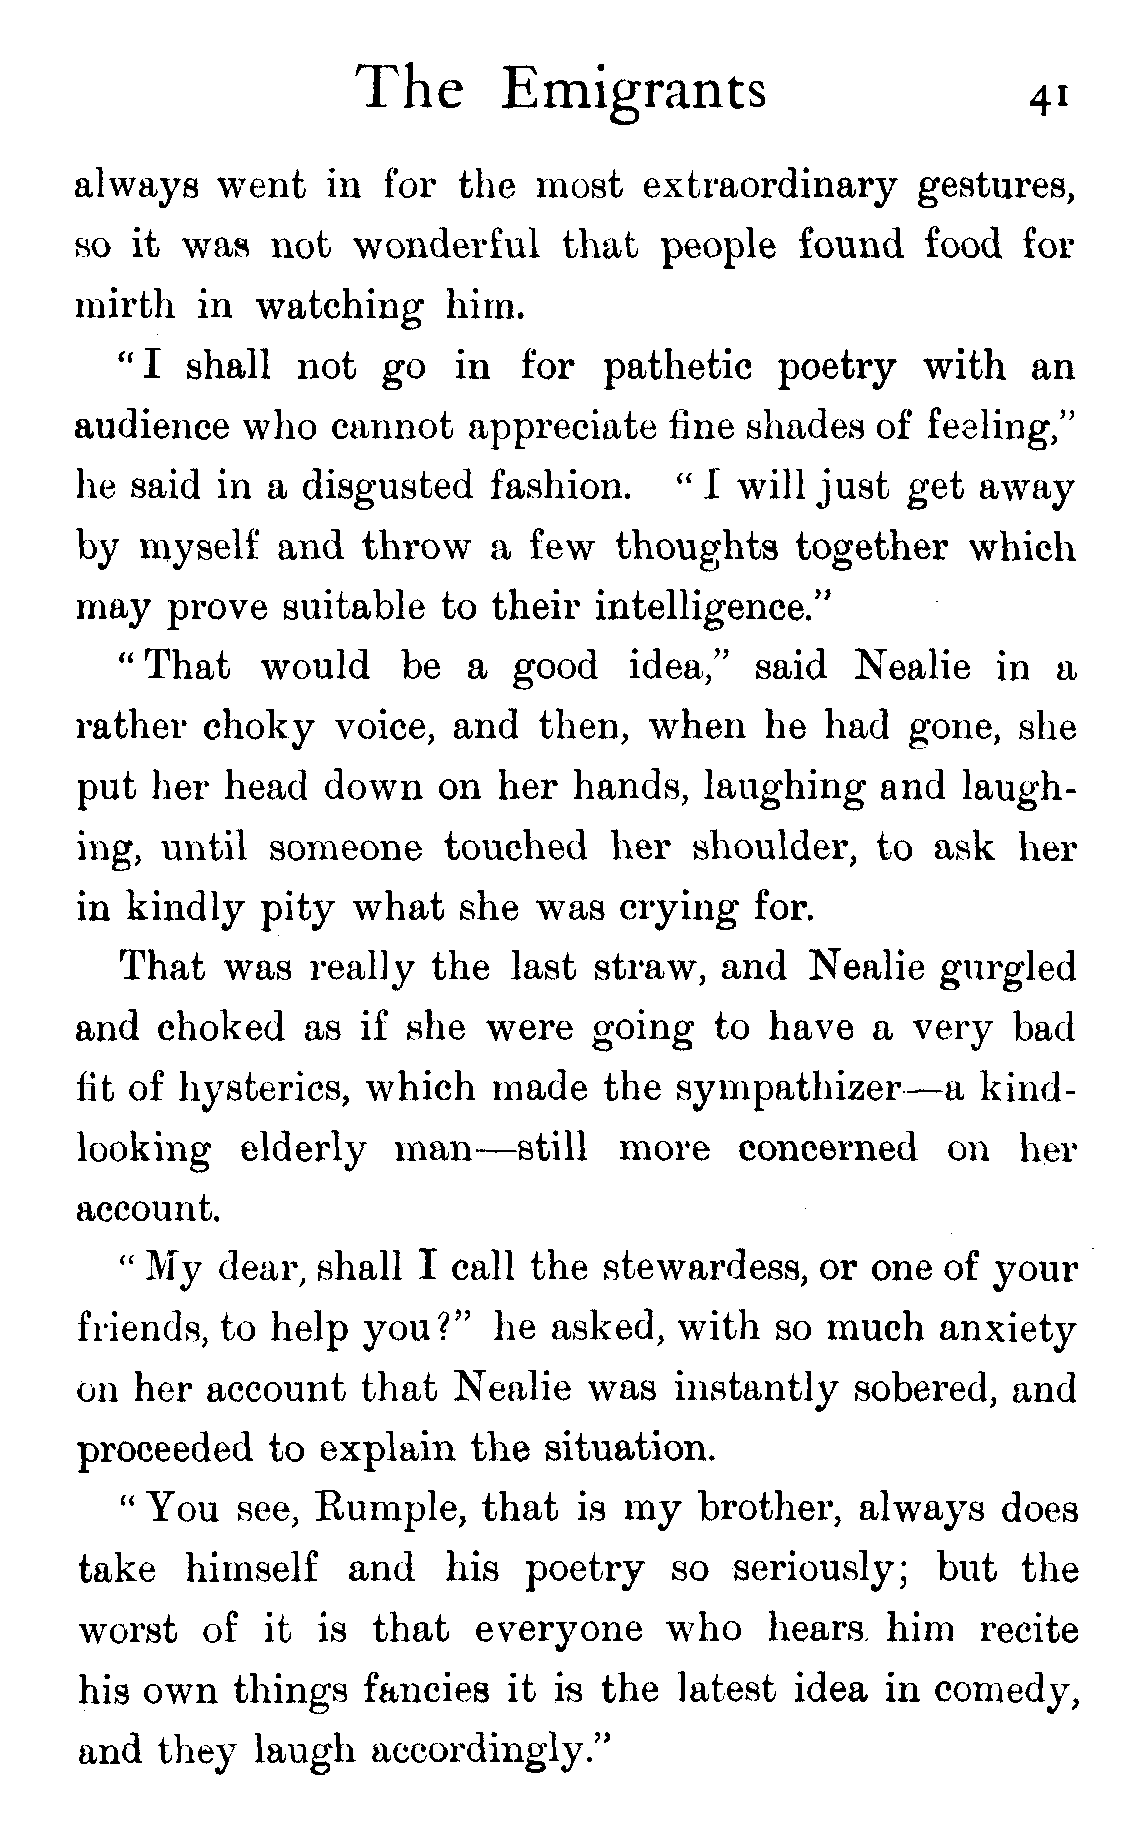 The Emigrants 41
always went in for the most extraordinary gestures,
so it was not wonderful that people found food for
mirth in watching him.
“I shall not go in for pathetic poetry with an
audience who cannot appreciate fine shades of feeling,”
he said in a disgusted fashion. “I will just get away
by myself and throw a few thoughts together which
may prove suitable to their intelligence.”
“That would be a good idea,” said Nealie in a
rather choky voice, and then, when he had gone, she
put her head down on her hands, laughing and laugh-
ing, until someone touched her shoulder, to ask her
in kindly pity what she was crying for.
That was really the last straw, and Nealie gurgled
and choked as if she were going to have a very bad
fit of hysterics, which made the sympathizer—a kind-
looking elderly man—still more concerned on her
account.
“My dear, shall I call the stewardess, or one of your
friends, to help you?” he asked, with so much anxiety
on her account that Nealie was instantly sobered, and
proceeded to explain the situation.
“You see, Rumple, that is my brother, always does
take himself and his poetry so seriously; but the
worst of it is that everyone who hears him recite
his own things fancies it is the latest idea in comedy,
and they laugh accordingly.”